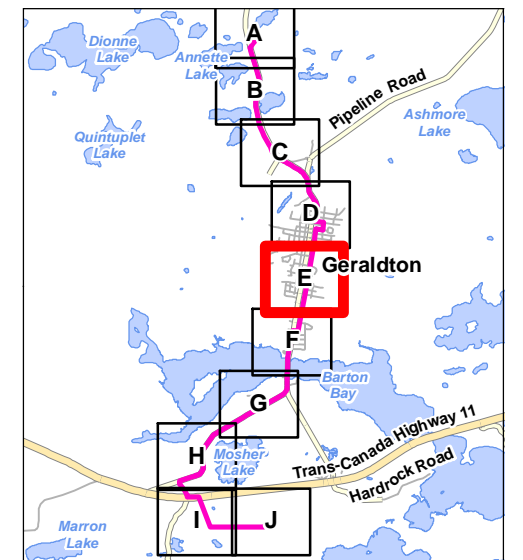 A
Dionne
Lake
Annette
Lake
B
Pipeline Road
Ashmore
Lake
Quintuplet
Lake
C
D
Geraldton
E
F
Barton
Bay
G
Trans-Canada Highway 11
H
Mosher
Lake
Hardrock Road
I
J
Marron
Lake